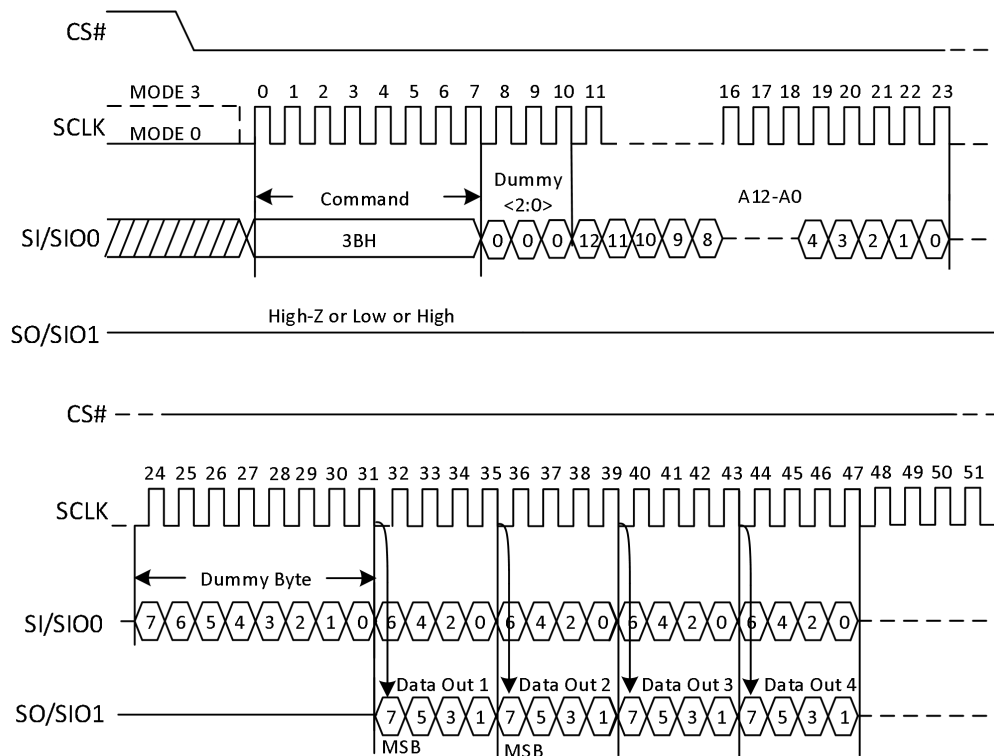 CS#
MODE 3
0 1 2 3 4 5 6 7 8 9 10 11 16 17 18 19 20 21 22 23
SCLK
MODE 0
Command
Dummy
<2:0>
A12-A0
SI/SIO0
3BH
0 0 0 12 11 10 9 8 4 3 2 1 0
High-Z or Low or High
SO/SIO1
CS#
24 25 26 27 28 29 30 31 32 33 34 35 36 37 38 39 40 41 42 43 44 45 46 47 48 49 50 51
SCLK
Dummy Byte
SI/SIO0
7 6 5 4 3 2 1 0 6 4 2 0 6 4 2 0 6 4 2 0 6 4 2 0
Data Out 1 Data Out 2 Data Out 3 Data Out 4
SO/SIO1
7 5 3 1 7 5 3 1 7 5 3 1 7 5 3 1
MSB MSB